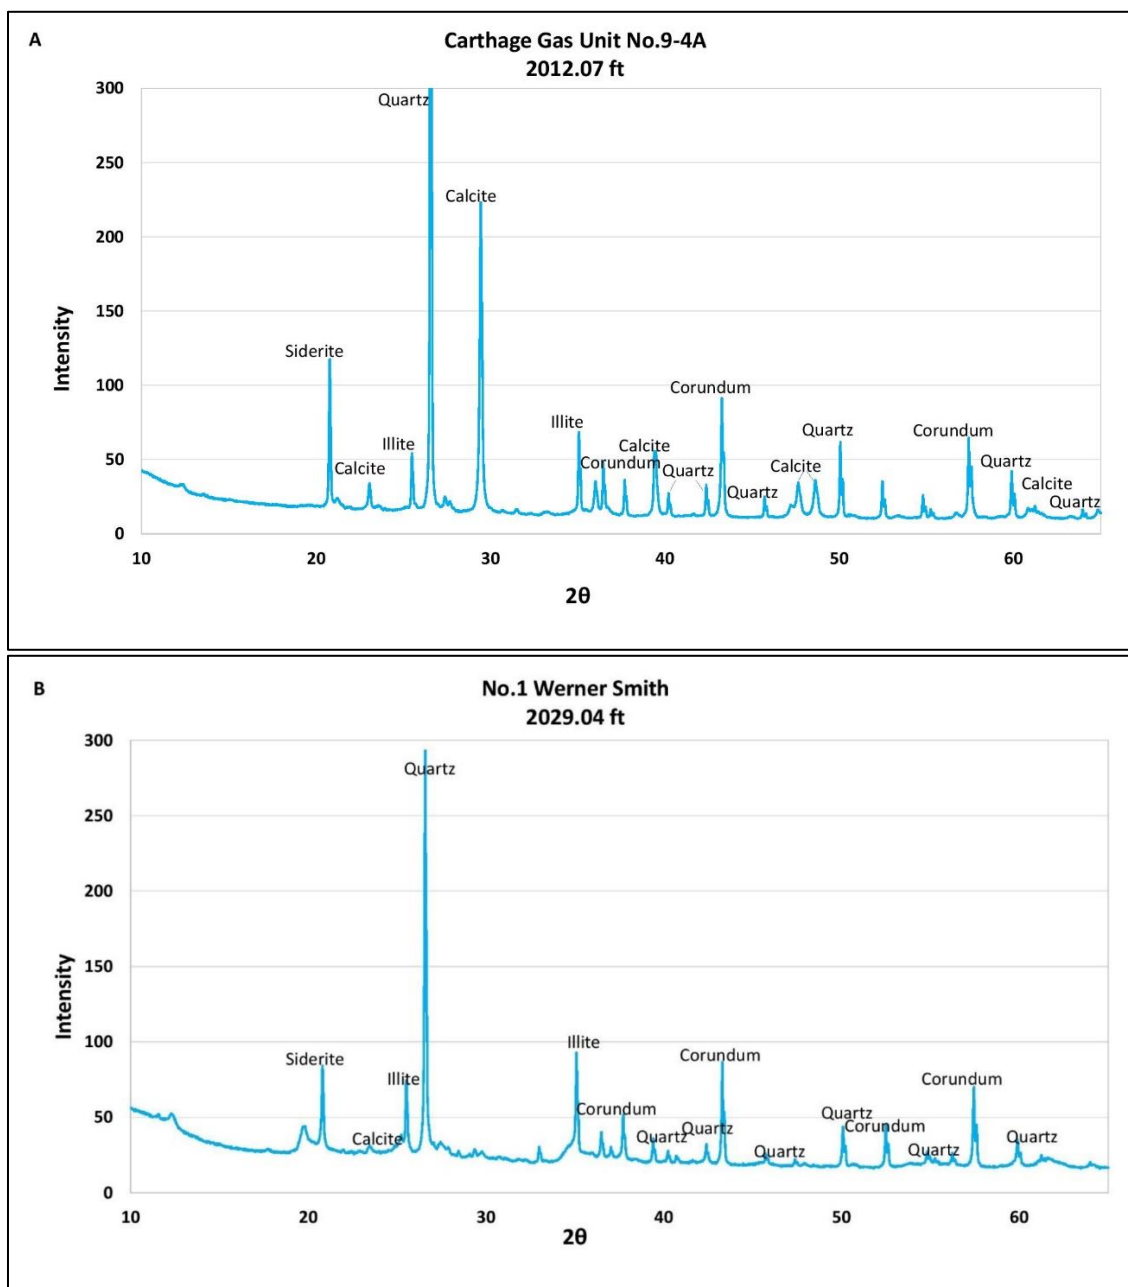 A
Carthage Gas Unit No.9-4A
2012.07 ft
300
Quartz
250
Calcite
200
150
Siderite
100
Corundum
Illite
Illite
Calcite
Quartz
Corundum
Calcite
Corundum
Quartz
Calcite
Quartz
50
Quartz
Calcite
Quartz
0
Intensity
10 20 30 40 50 60
2θ
B
No.1 Werner Smith
2029.04 ft
300
Quartz
250
200
150
100
Siderite
Illite
Illite
Corundum
Corundum
Corundum
Quartz
Corundum
50
Calcite
Quartz
Quartz
Quartz
Quartz
Quartz
0
Intensity
10 20 30 40 50 60
2θ